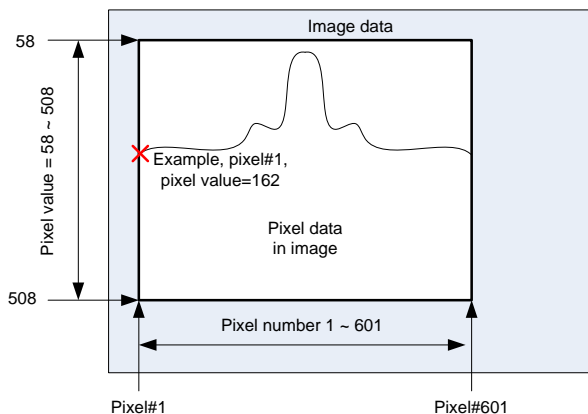 Image data
58
Pixel value = 58 ~ 508
Example, pixel#1,
pixel value=162
Pixel data
in image
508
Pixel number 1 ~ 601
Pixel#1
Pixel#601